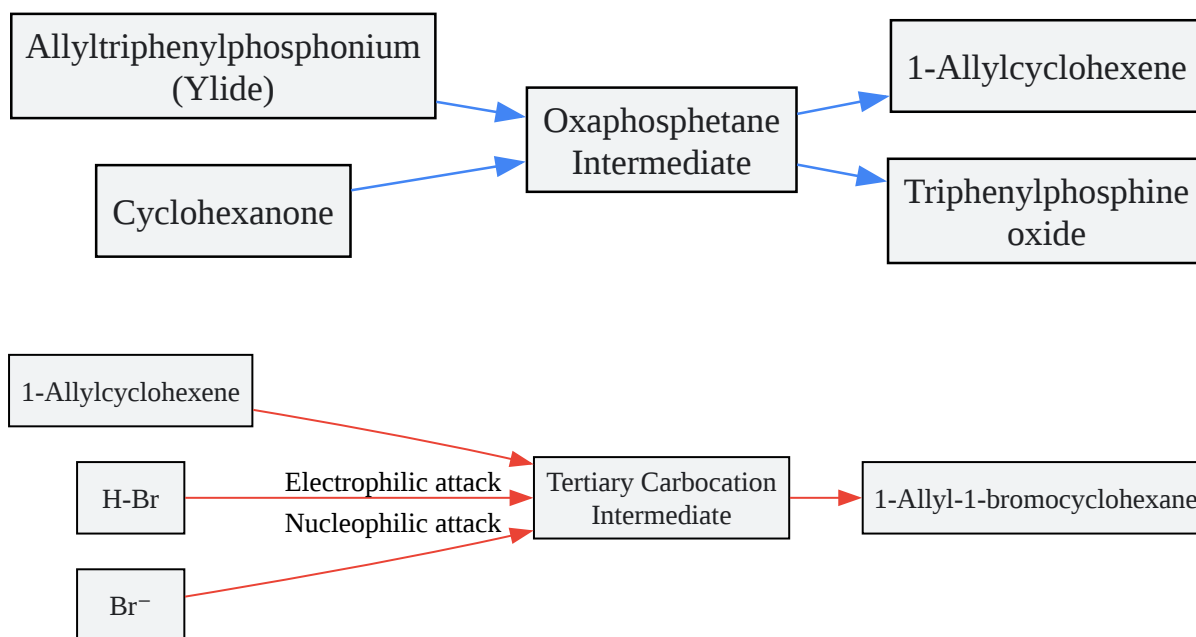 Allyltriphenylphosphonium
(Ylide)
Cyclohexanone
Oxaphosphetane
Intermediate
1-Allylcyclohexene
Triphenylphosphine
oxide
1-Allylcyclohexene
H-Br
Br⁻
Electrophilic attack
Nucleophilic attack
Tertiary Carbocation
Intermediate
1-Allyl-1-bromocyclohexane